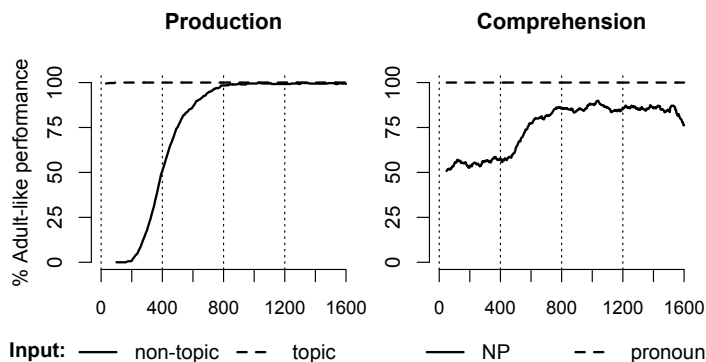 Production Comprehension
% Adult-like performance
100 100
75 75
50 50
25 25
0 0
0 400 800 1200 1600 0 400 800 1200 1600
Input: non-topic topic NP pronoun